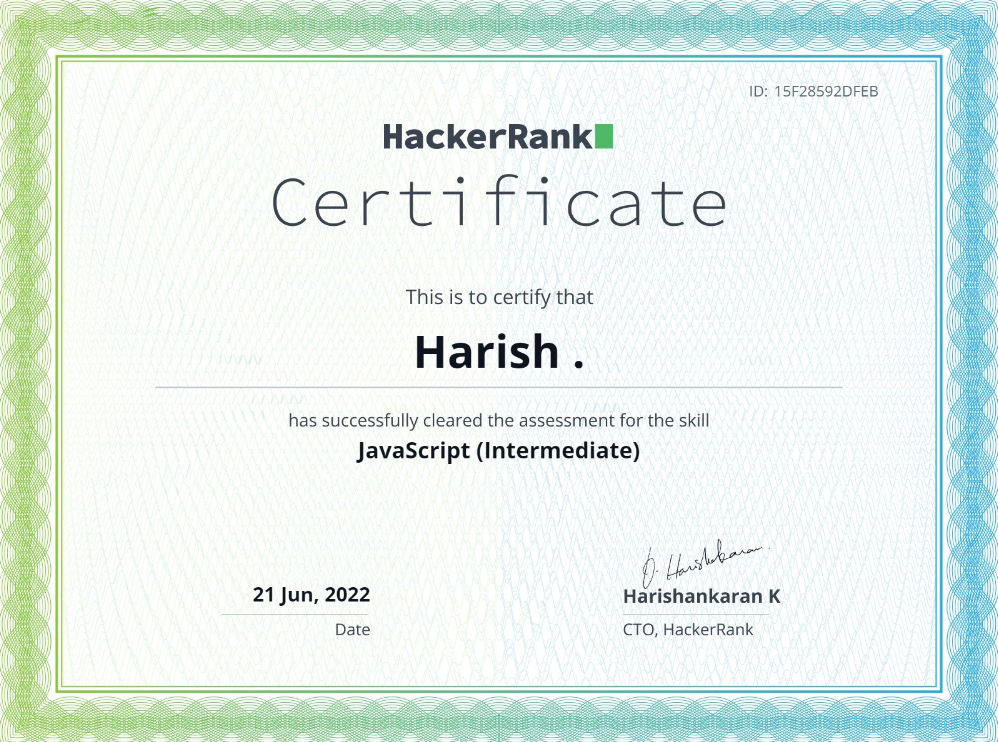 ID: 15F28592DFEB
HackerRank
Certificate
This is to certify that
Harish .
has successfully cleared the assessment for the skill
JavaScript (Intermediate)
21 Jun, 2022
Date
Harishankaran K
CTO, HackerRank